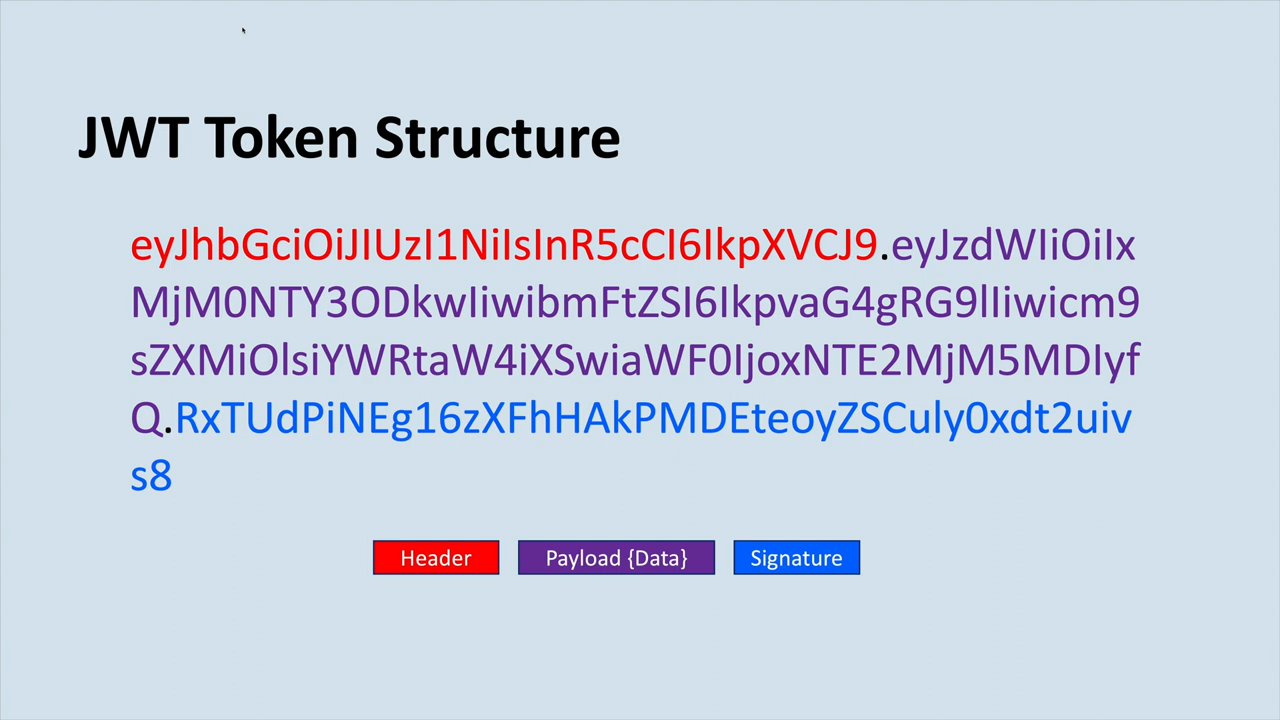 JWT Token Structure
eyJhbGciOiJIUzI1NiIsInR5cCI6IkpXVCJ9.eyJzdWIiOiIx
MjM0NTY3ODkwIiwibmFtZSI6IkpvaG4gRG9lIiwicm9
sZXMiOlsiYWRtaW4iXSwiaWF0IjoxNTE2MjM5MDIyf
Q.RxTUdPiNEg16zXFhHAkPMDEteoyZSCuly0xdt2uiv
s8
Header
Payload {Data}
Signature